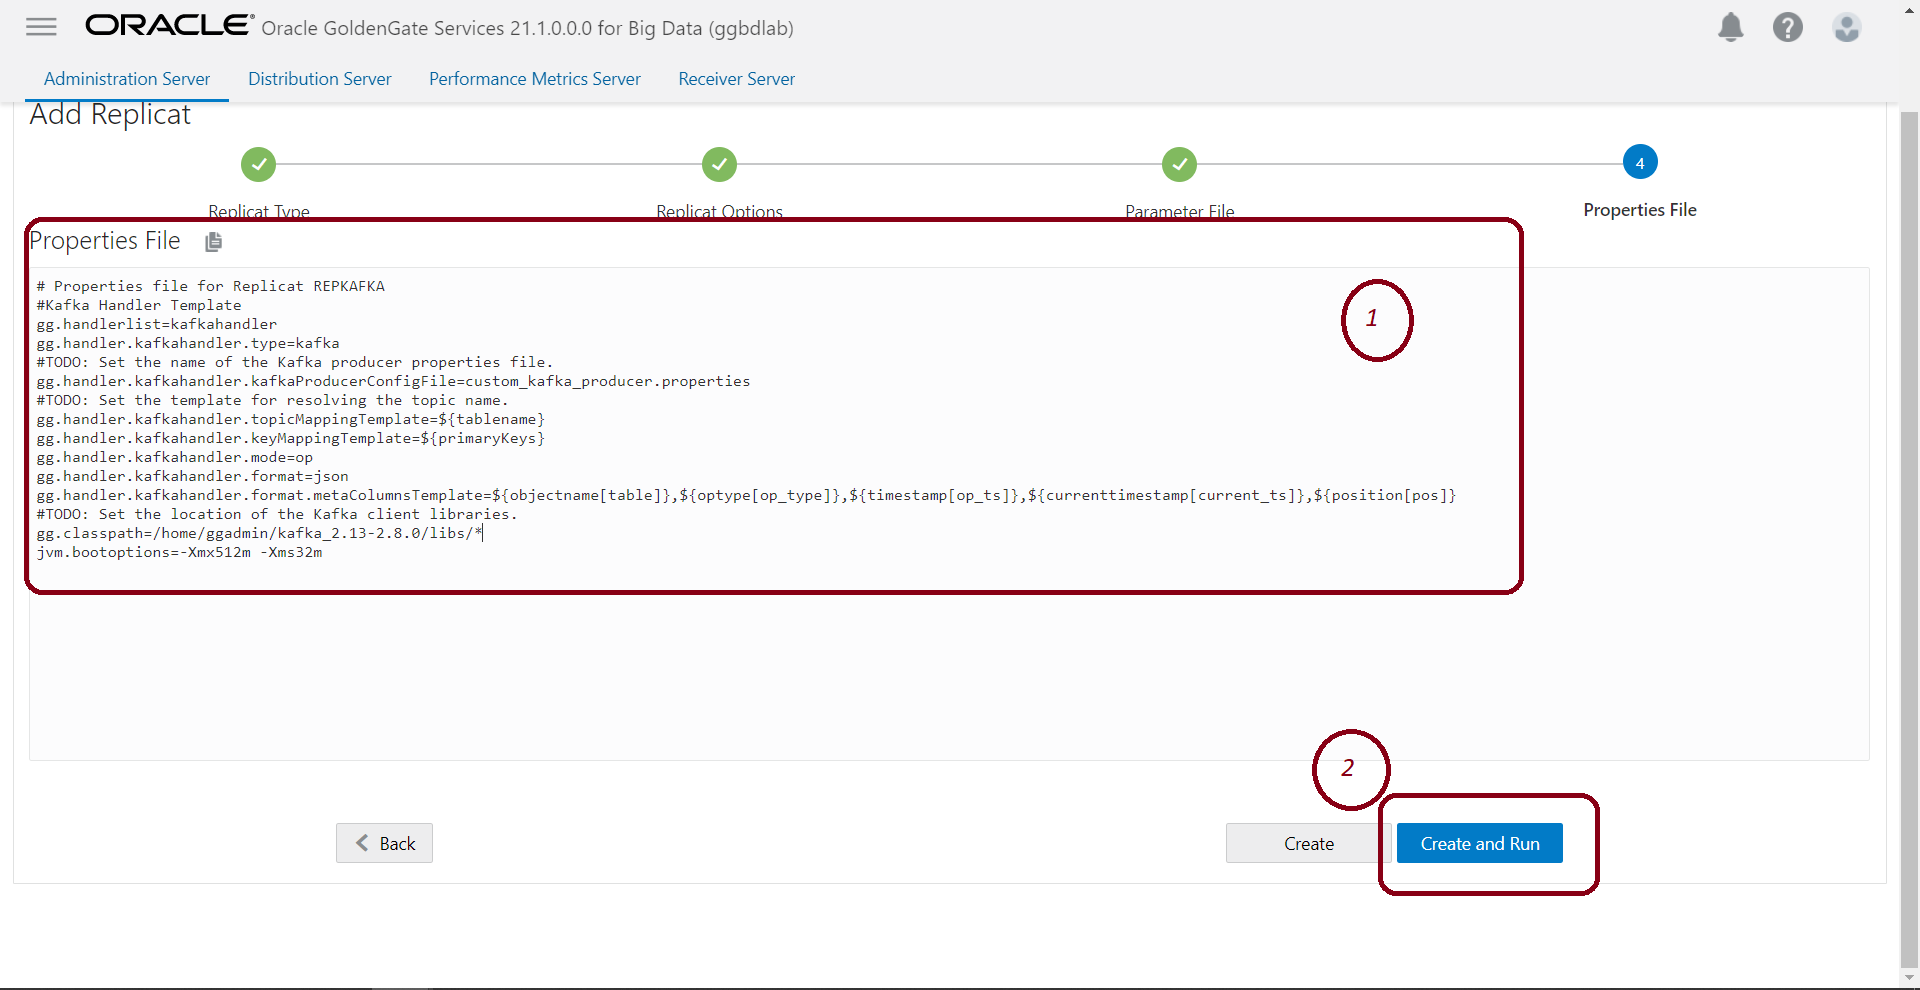 ORACLE® Oracle GoldenGate Services 21.1.0.0.0 for Big Data (ggbdlab)
Administration Server Distribution Server Performance Metrics Server Receiver Server
Add Replicat
4
Replicat Type Replicat Options Parameter File Properties File
Properties File
# Properties file for Replicat REPKAFKA
#Kafka Handler Template
gg.handlerlist=kafkahandler
gg.handler.kafkahandler.type=kafka
#TODO: Set the name of the Kafka producer properties file.
gg.handler.kafkahandler.kafkaProducerConfigFile=custom_kafka_producer.properties
#TODO: Set the template for resolving the topic name.
gg.handler.kafkahandler.topicMappingTemplate=${tablename}
gg.handler.kafkahandler.keyMappingTemplate=${primaryKeys}
gg.handler.kafkahandler.mode=op
gg.handler.kafkahandler.format=json
gg.handler.kafkahandler.format.metaColumnsTemplate=${objectname[table]},${optype[op_type]},${timestamp[op_ts]},${currenttimestamp[current_ts]},${position[pos]}
#TODO: Set the location of the Kafka client libraries.
gg.classpath=/home/ggadmin/kafka_2.13-2.8.0/libs/*
jvm.bootoptions=-Xmx512m -Xms32m
1
2
Back Create Create and Run